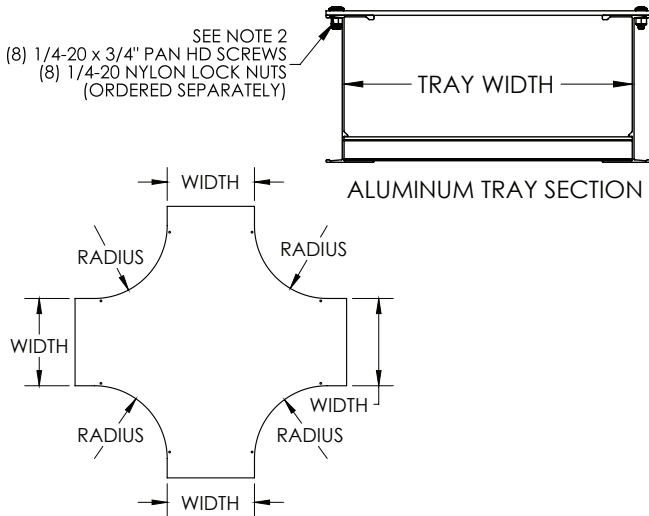 SEE NOTE 2
(8) 1/4-20 x 3/4" PAN HD SCREWS
(8) 1/4-20 NYLON LOCK NUTS
(ORDERED SEPARATELY)
TRAY WIDTH
ALUMINUM TRAY SECTION
WIDTH
RADIUS
RADIUS
WIDTH
WIDTH
RADIUS
RADIUS
WIDTH